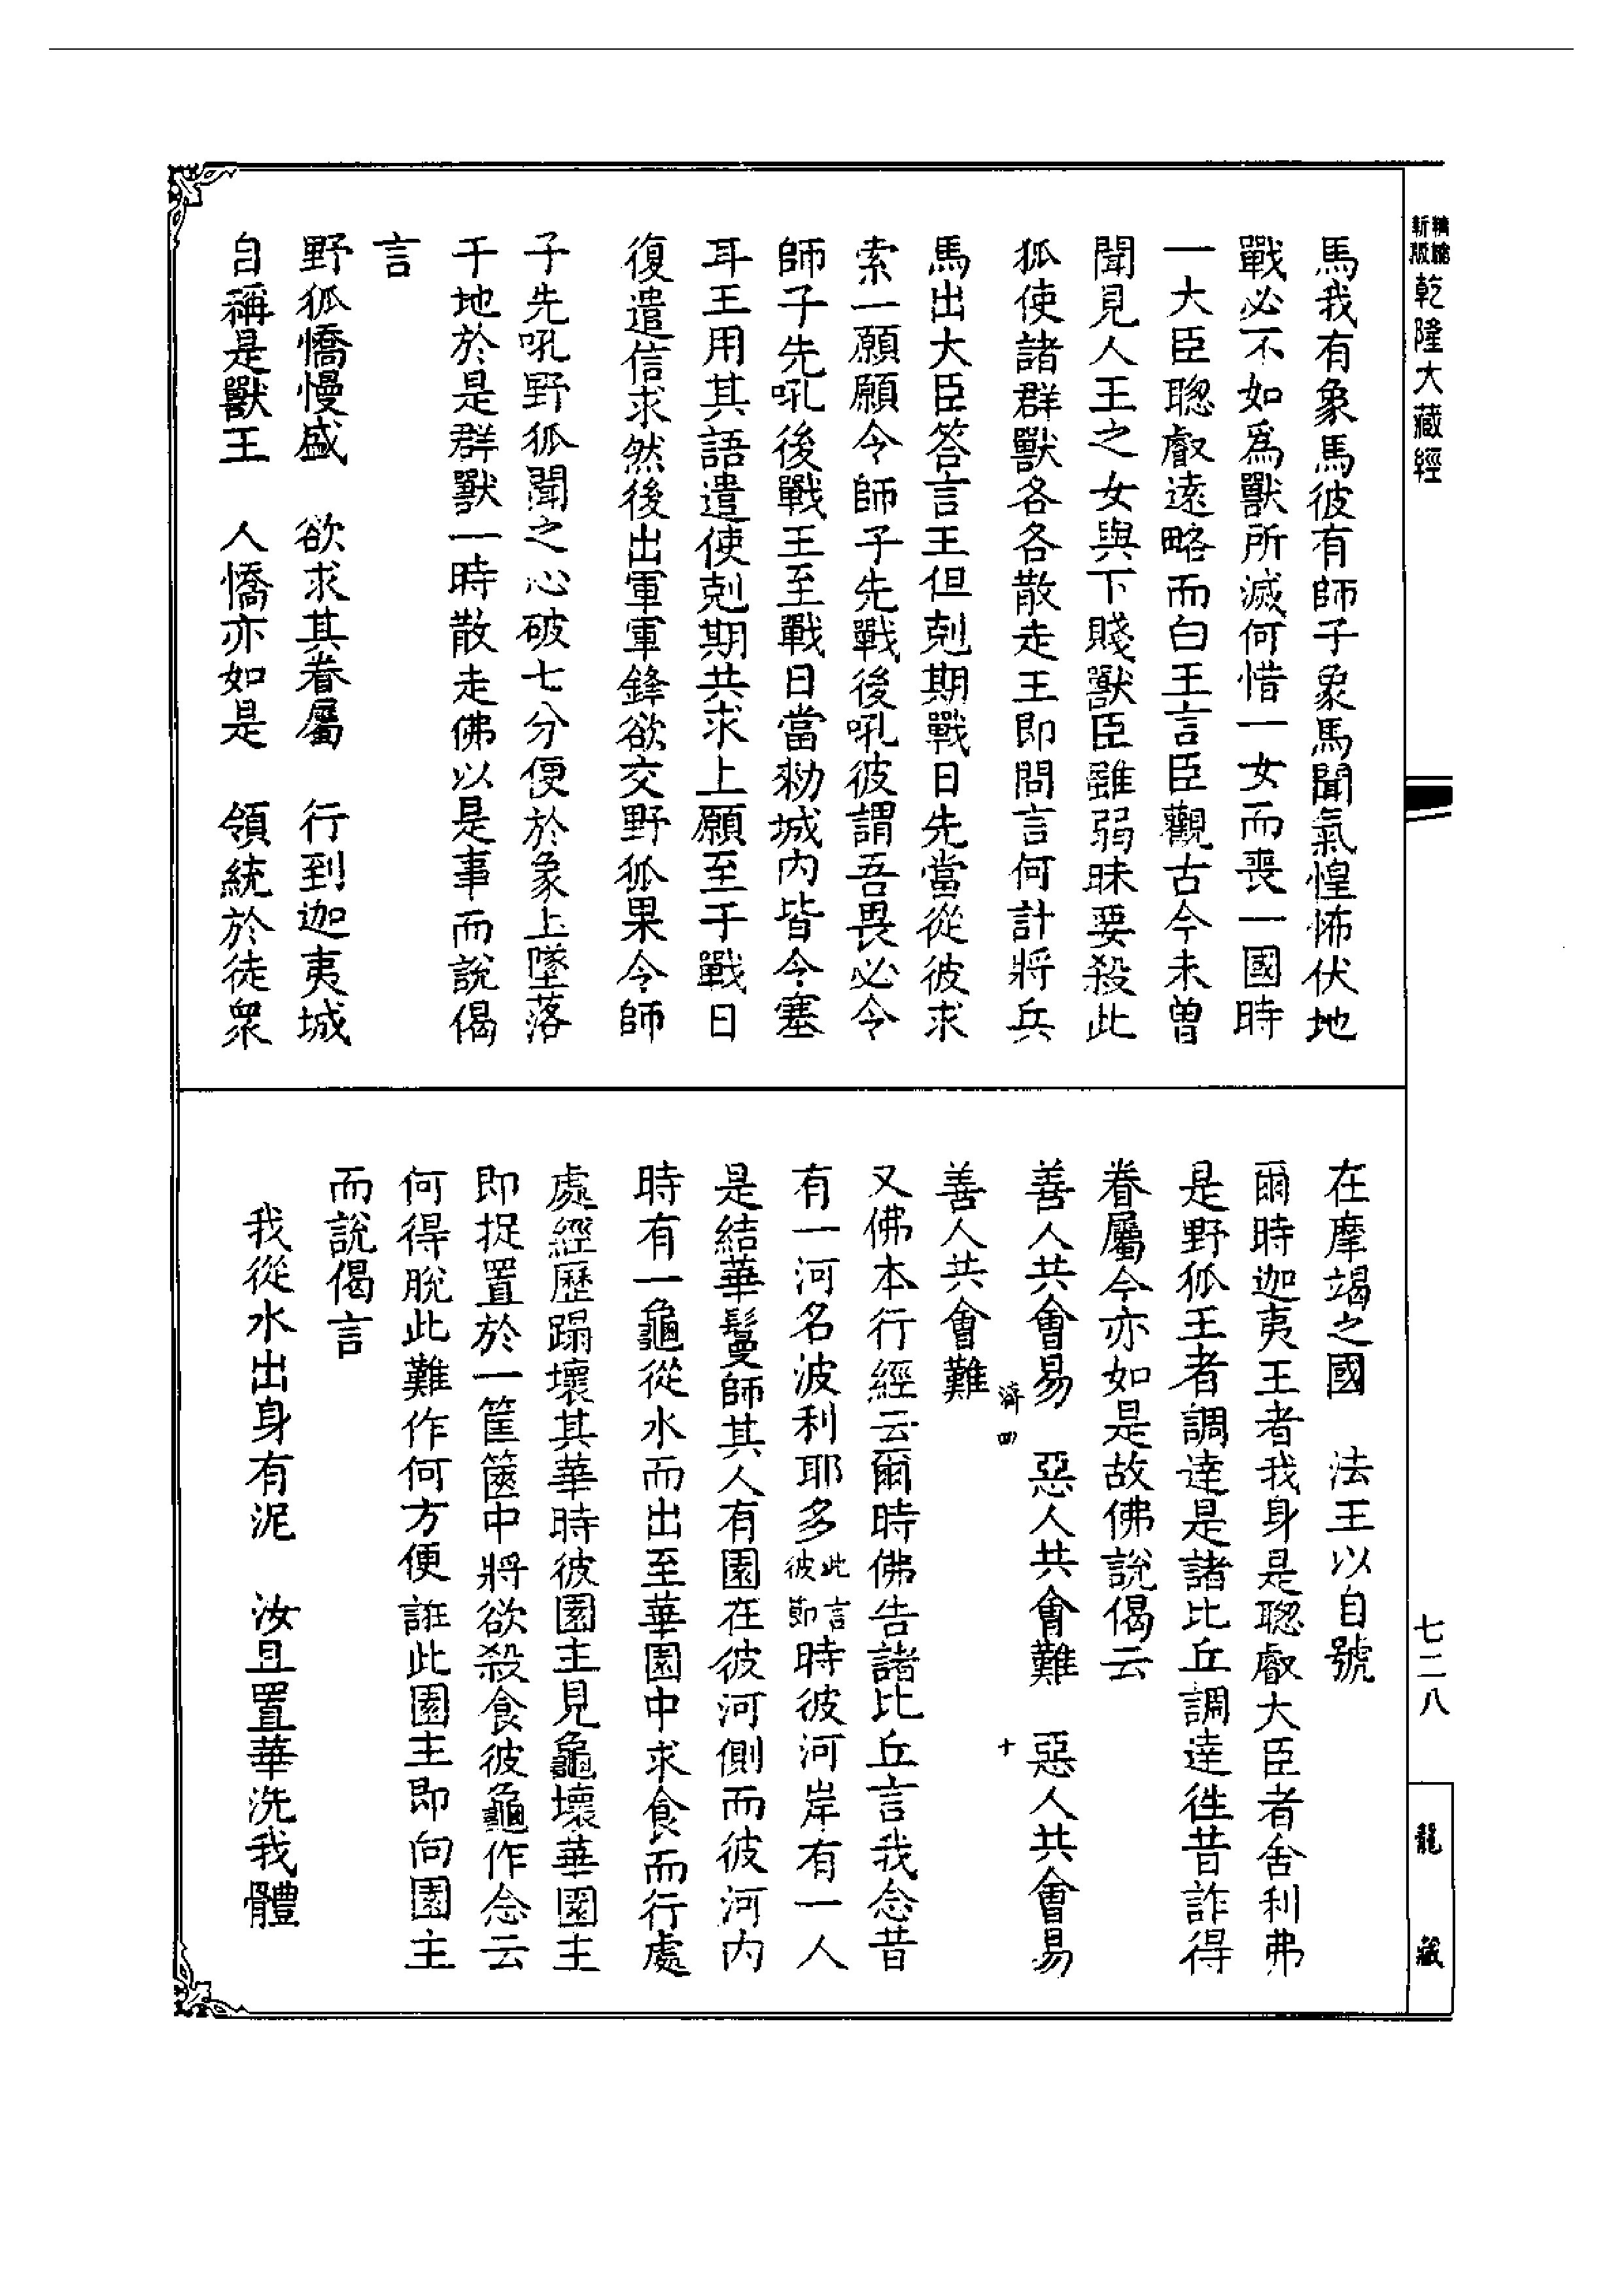 精縮新版乾隆大藏經
馬我有象馬彼有師子象馬聞氣惶怖伏地
戰必不如爲獸所滅何惜一女而喪一國時
一大臣聰叡遠略而白王言臣觀古今未曾
聞見人王之女與下賤獸臣雖弱昧要殺此
狐使諸群獸各各散走王即問言何計將兵
馬出大臣答言王但剋期戰日先當從彼求
索一願願令師子先戰後吼彼謂吾畏必令
師子先吼後戰王至戰日當勑城内皆令塞
耳王用其語遣使剋期共求上願至于戰日
復遣信求然後出軍軍鋒欲交野狐果令師
子先吼野狐聞之心破七分便於象上墜落
于地於是群獸一時散走佛以是事而說偈
言
野狐憍慢盛　欲求其眷屬　行到迦夷城
自稱是獸王　人憍亦如是　領統於徒衆
在摩竭之國　法王以自號
爾時迦夷王者我身是聰叡大臣者舍利弗
是野狐王者調達是諸比丘調達往昔詐得
眷屬今亦如是故佛說偈云
善人共會易　惡人共會難　惡人共會易
濟四　十
善人共會難
又佛本行經云爾時佛告諸比丘言我念昔
有一河名波利耶多此言彼節時彼河岸有一人
是結華鬘師其人有園在彼河側而彼河内
時有一龜從水而出至華園中求食而行處
處經歷蹋壞其華時彼園主見龜壞華園主
即捉置於一筐篋中將欲殺食彼龜作念云
何得脫此難作何方便誑此園主即向園主
而說偈言
我從水出身有泥　汝且置華洗我體
七二八
龍藏